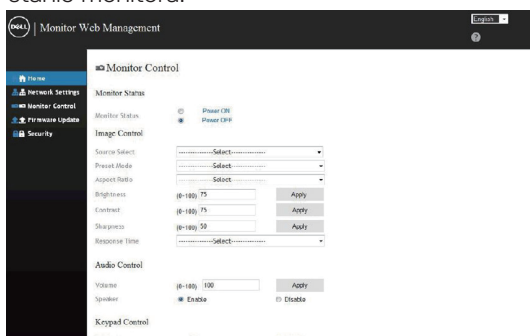 stanie monitora.
DELL | Monitor Web Management
English
?
Home
Network Settings
Monitor Control
Firmware Update
Security
Monitor Control
Monitor Status
Monitor Status
Power ON
Power OFF
Image Control
Source Select ---------------Select---------------
Preset Mode ---------------Select---------------
Aspect Ratio ---------------Select---------------
Brightness (0~100) 75 Apply
Contrast (0~100) 75 Apply
Sharpness (0~100) 50 Apply
Response Time ---------------Select---------------
Audio Control
Volume (0~100) 100 Apply
Speaker Enable Disable
Keypad Control